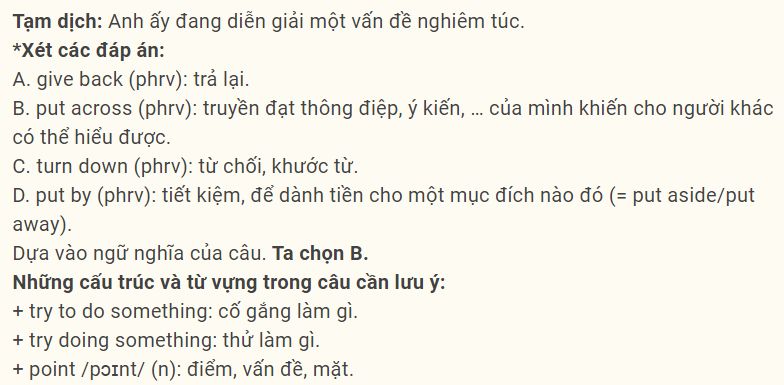 Tạm dịch: Anh ấy đang diễn giải một vấn đề nghiêm túc.
*Xét các đáp án:
A. give back (phrv): trả lại.
B. put across (phrv): truyền đạt thông điệp, ý kiến, ... của mình khiến cho người khác
có thể hiểu được.
C. turn down (phrv): từ chối, khước từ.
D. put by (phrv): tiết kiệm, để dành tiền cho một mục đích nào đó (= put aside/put
away).
Dựa vào ngữ nghĩa của câu. Ta chọn B.
Những cấu trúc và từ vựng trong câu cần lưu ý:
+ try to do something: cố gắng làm gì.
+ try doing something: thử làm gì.
+ point /pɔɪnt/ (n): điểm, vấn đề, mặt.